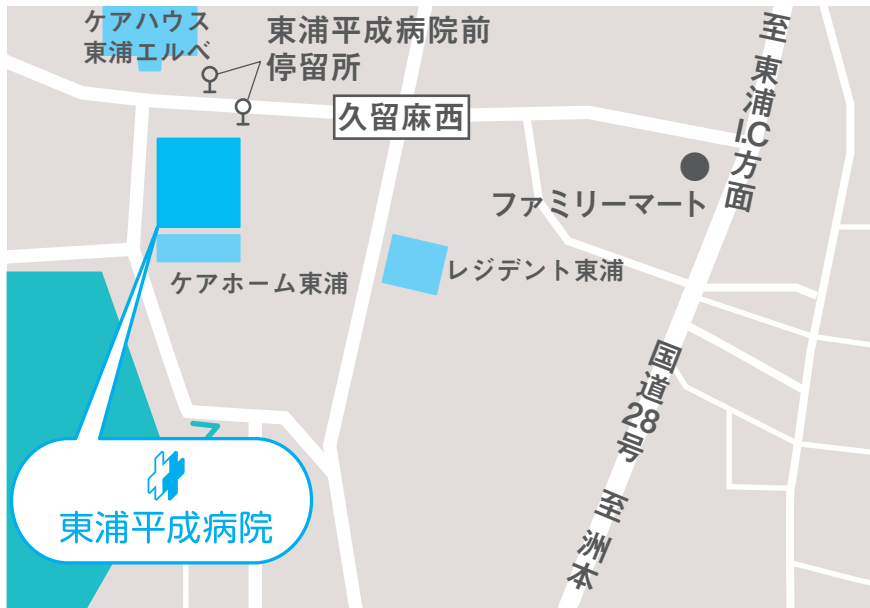 ケアハウス
東浦エルベ
東浦平成病院前
停留所
久留麻西
至 東浦I.C方面
ファミリーマート
ケアホーム東浦
レジデント東浦
国道28号 至 洲本
東浦平成病院